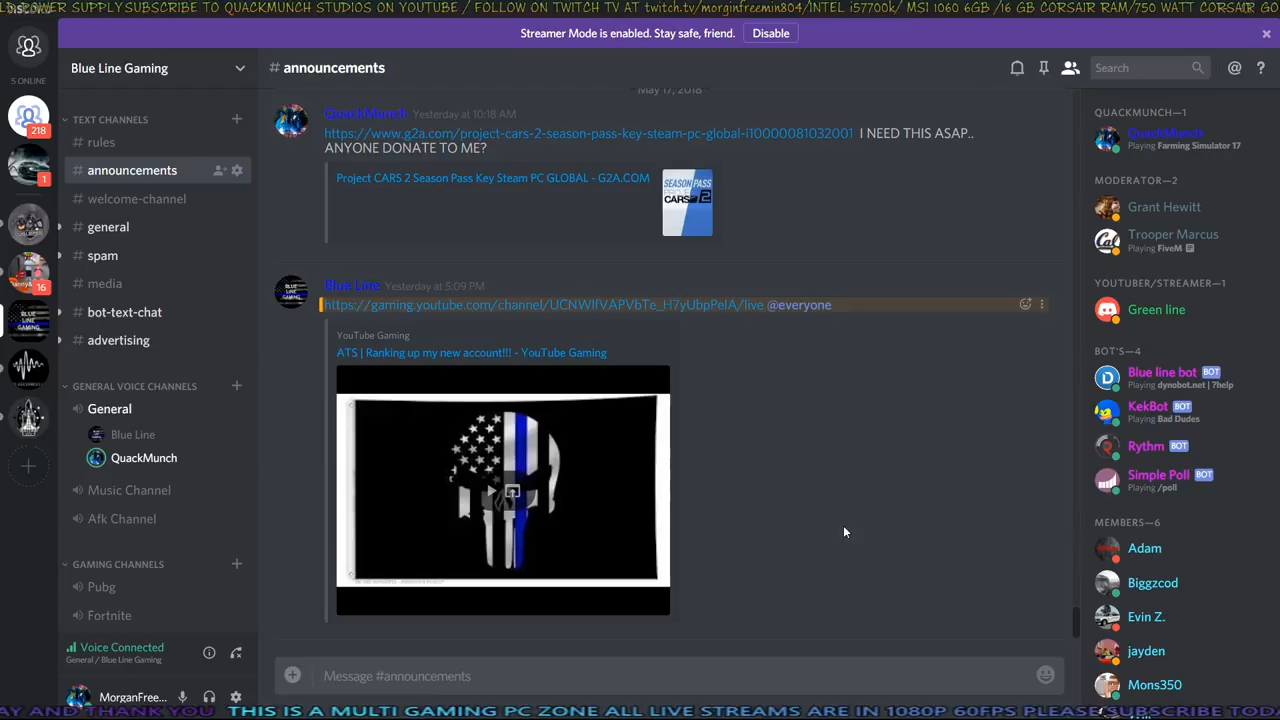 POWER SUPPLY SUBSCRIBE TO QUACKMUNCH STUDIOS ON YOUTUBE / FOLLOW ON TWITCH TV AT twitch.tv/morginfreemin804/INTEL i57700k/ MSI 1060 6GB /16 GB CORSAIR RAM/750 WATT CORSAIR GO
Streamer Mode is enabled. Stay safe, friend.
Disable
5 ONLINE
218
1
16
Blue Line Gaming
TEXT CHANNELS
# rules
# announcements
# welcome-channel
# general
# spam
# media
# bot-text-chat
# advertising
GENERAL VOICE CHANNELS
General
Blue Line
QuackMunch
Music Channel
Afk Channel
GAMING CHANNELS
Pubg
Fortnite
Voice Connected
General / Blue Line Gaming
MorganFree...
# announcements
Search
May 17, 2018
QuackMunch Yesterday at 10:18 AM
https://www.g2a.com/project-cars-2-season-pass-key-steam-pc-global-i10000081032001 I NEED THIS ASAP..
ANYONE DONATE TO ME?
Project CARS 2 Season Pass Key Steam PC GLOBAL - G2A.COM
SEASON PASS
PROJECT
CARS 2
Blue Line Yesterday at 5:09 PM
https://gaming.youtube.com/channel/UCNWIfVAPVbTe_H7yUbpPelA/live @everyone
YouTube Gaming
ATS | Ranking up my new account!!! - YouTube Gaming
Message #announcements
QUACKMUNCH—1
QuackMunch
Playing Farming Simulator 17
MODERATOR—2
Grant Hewitt
Trooper Marcus
Playing FiveM
YOUTUBER/STREAMER—1
Green line
BOT'S—4
Blue line bot BOT
Playing dynobot.net | ?help
KekBot BOT
Playing Bad Dudes
Rythm BOT
Simple Poll BOT
Playing /poll
MEMBERS—6
Adam
Biggzcod
Evin Z.
jayden
Mons350
AY AND THANK YOU THIS IS A MULTI GAMING PC ZONE ALL LIVE STREAMS ARE IN 1080P 60FPS PLEASE SUBSCRIBE TODA